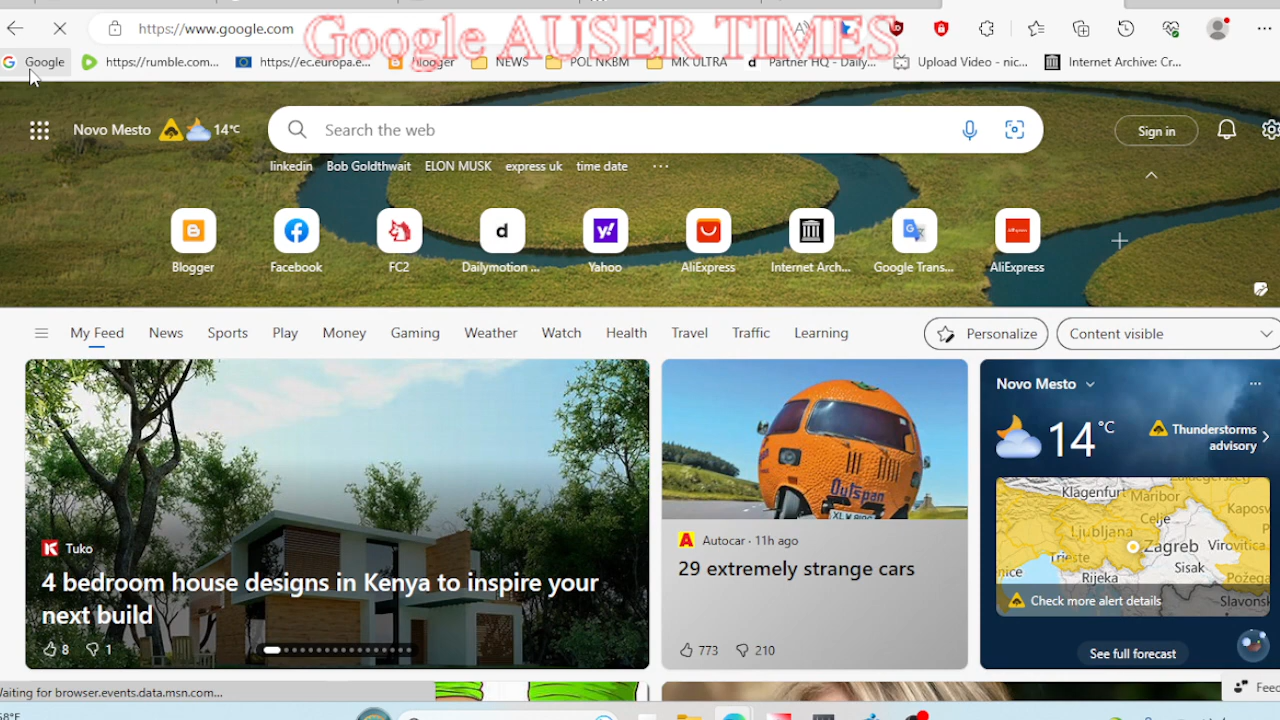 https://www.google.com
Google AUSER TIMES
Google
https://rumble.com...
https://ec.europa.e...
NEWS
POL NKBM
MK ULTRA
Partner HQ - Daily...
Upload Video - nic...
Internet Archive: Cr...
Novo Mesto
14°C
Search the web
Sign in
linkedin
Bob Goldthwait
ELON MUSK
express uk
time date
Blogger
Facebook
FC2
Dailymotion ...
Yahoo
AliExpress
Internet Arch...
Google Trans...
AliExpress
My Feed
News
Sports
Play
Money
Gaming
Weather
Watch
Health
Travel
Traffic
Learning
Personalize
Content visible
Tuko
4 bedroom house designs in Kenya to inspire your
next build
8
1
Outspan
Autocar · 11h ago
29 extremely strange cars
773
210
Novo Mesto
14 °C
Thunderstorms
advisory
Klagenfurt
Maribor
Celje
Kaposv
Ljubljana
Zagreb
Virovitica
Trieste
Sisak
Rijeka
Požega
Slavonsk
Check more alert details
See full forecast
Waiting for browser.events.data.msn.com...
Feed
58°F